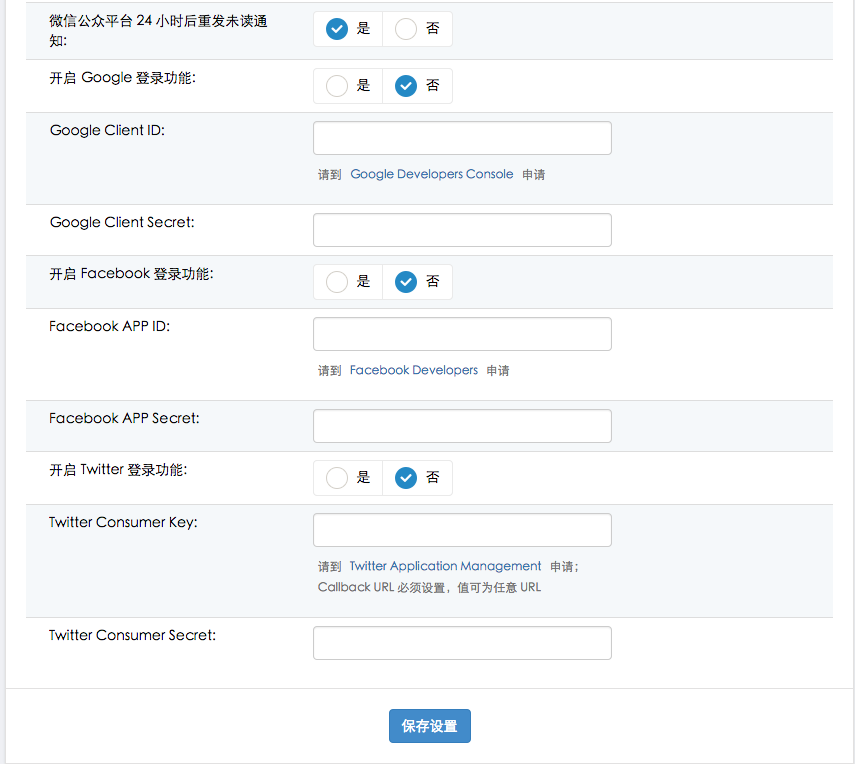 微信公众平台 24 小时后重发未读通
知:
是 否
开启 Google 登录功能:
是 否
Google Client ID:
请到 Google Developers Console 申请
Google Client Secret:
开启 Facebook 登录功能:
是 否
Facebook APP ID:
请到 Facebook Developers 申请
Facebook APP Secret:
开启 Twitter 登录功能:
是 否
Twitter Consumer Key:
请到 Twitter Application Management 申请;
Callback URL 必须设置，值可为任意 URL
Twitter Consumer Secret:
保存设置